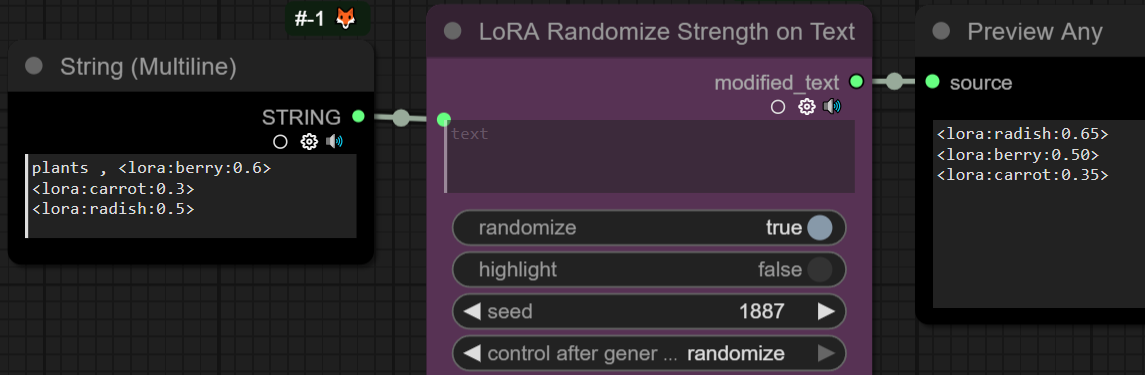 #-1 🦊
String (Multiline)
STRING
plants , <lora:berry:0.6>
<lora:carrot:0.3>
<lora:radish:0.5>
LoRA Randomize Strength on Text
modified_text
text
randomize true
highlight false
seed 1887
control after gener ... randomize
Preview Any
source
<lora:radish:0.65>
<lora:berry:0.50>
<lora:carrot:0.35>